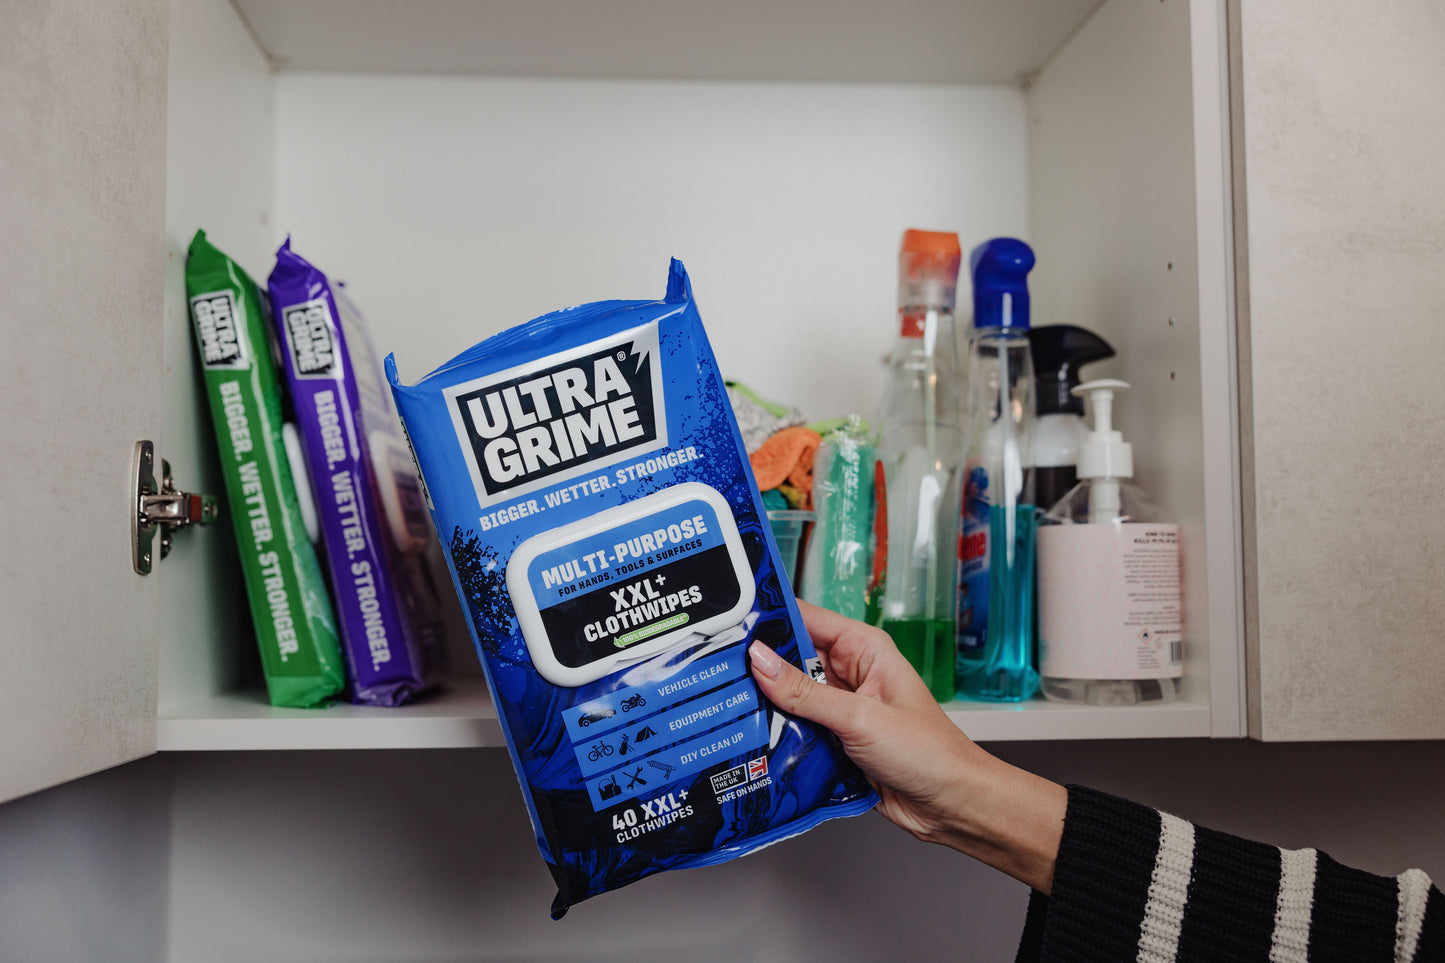 ULTRA
GRIME
BIGGER. WETTER. STRONGER.
ULTRA
GRIME
BIGGER. WETTER. STRONGER.
ULTRA
GRIME®
BIGGER. WETTER. STRONGER.
MULTI-PURPOSE
FOR HANDS, TOOLS & SURFACES
XXL+
CLOTHWIPES
100% BIODEGRADABLE*
VEHICLE CLEAN
EQUIPMENT CARE
DIY CLEAN UP
MADE IN
THE UK
SAFE ON HANDS
40 XXL+
CLOTHWIPES